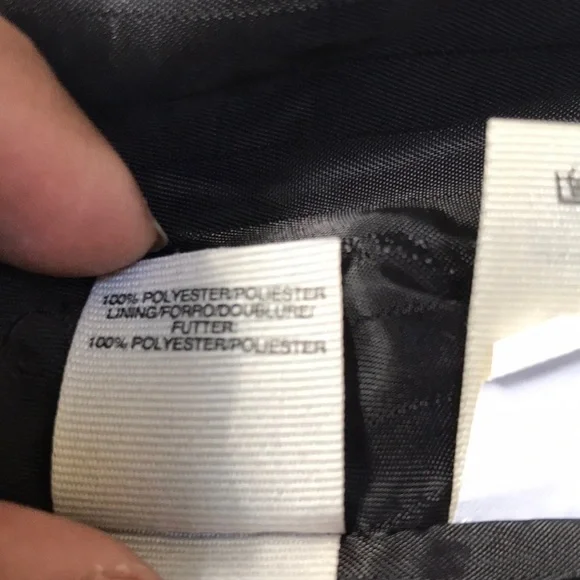 100% POLYESTER/POLIESTER
LINING/FORRO/DOUBLURE/
FUTTER:
100% POLYESTER/POLIESTER